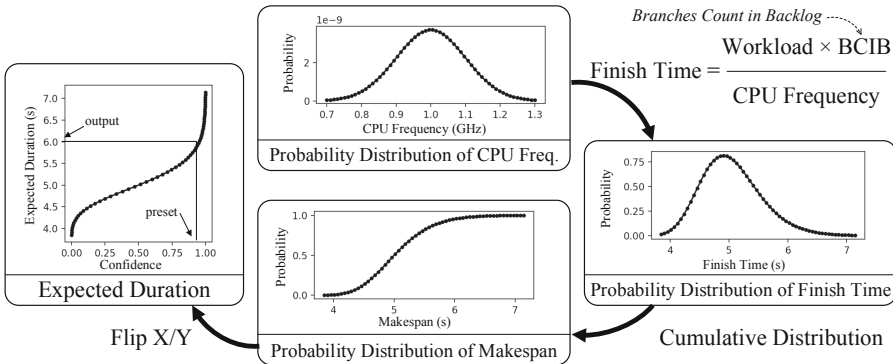 Branches Count in Backlog
Finish Time = Workload × BCIB
CPU Frequency
1e−9
Probability
2
0
0.7 0.8 0.9 1.0 1.1 1.2 1.3
CPU Frequency (GHz)
Probability Distribution of CPU Freq.
Expected Duration (s)
7.0
6.5
6.0
5.5
5.0
4.5
4.0
output
preset
0.00 0.25 0.50 0.75 1.00
Confidence
Expected Duration
Probability
0.75
0.50
0.25
0.00
4 5 6 7
Finish Time (s)
Probability Distribution of Finish Time
Probability
1.0
0.5
0.0
4 5 6 7
Makespan (s)
Probability Distribution of Makespan
Flip X/Y
Cumulative Distribution